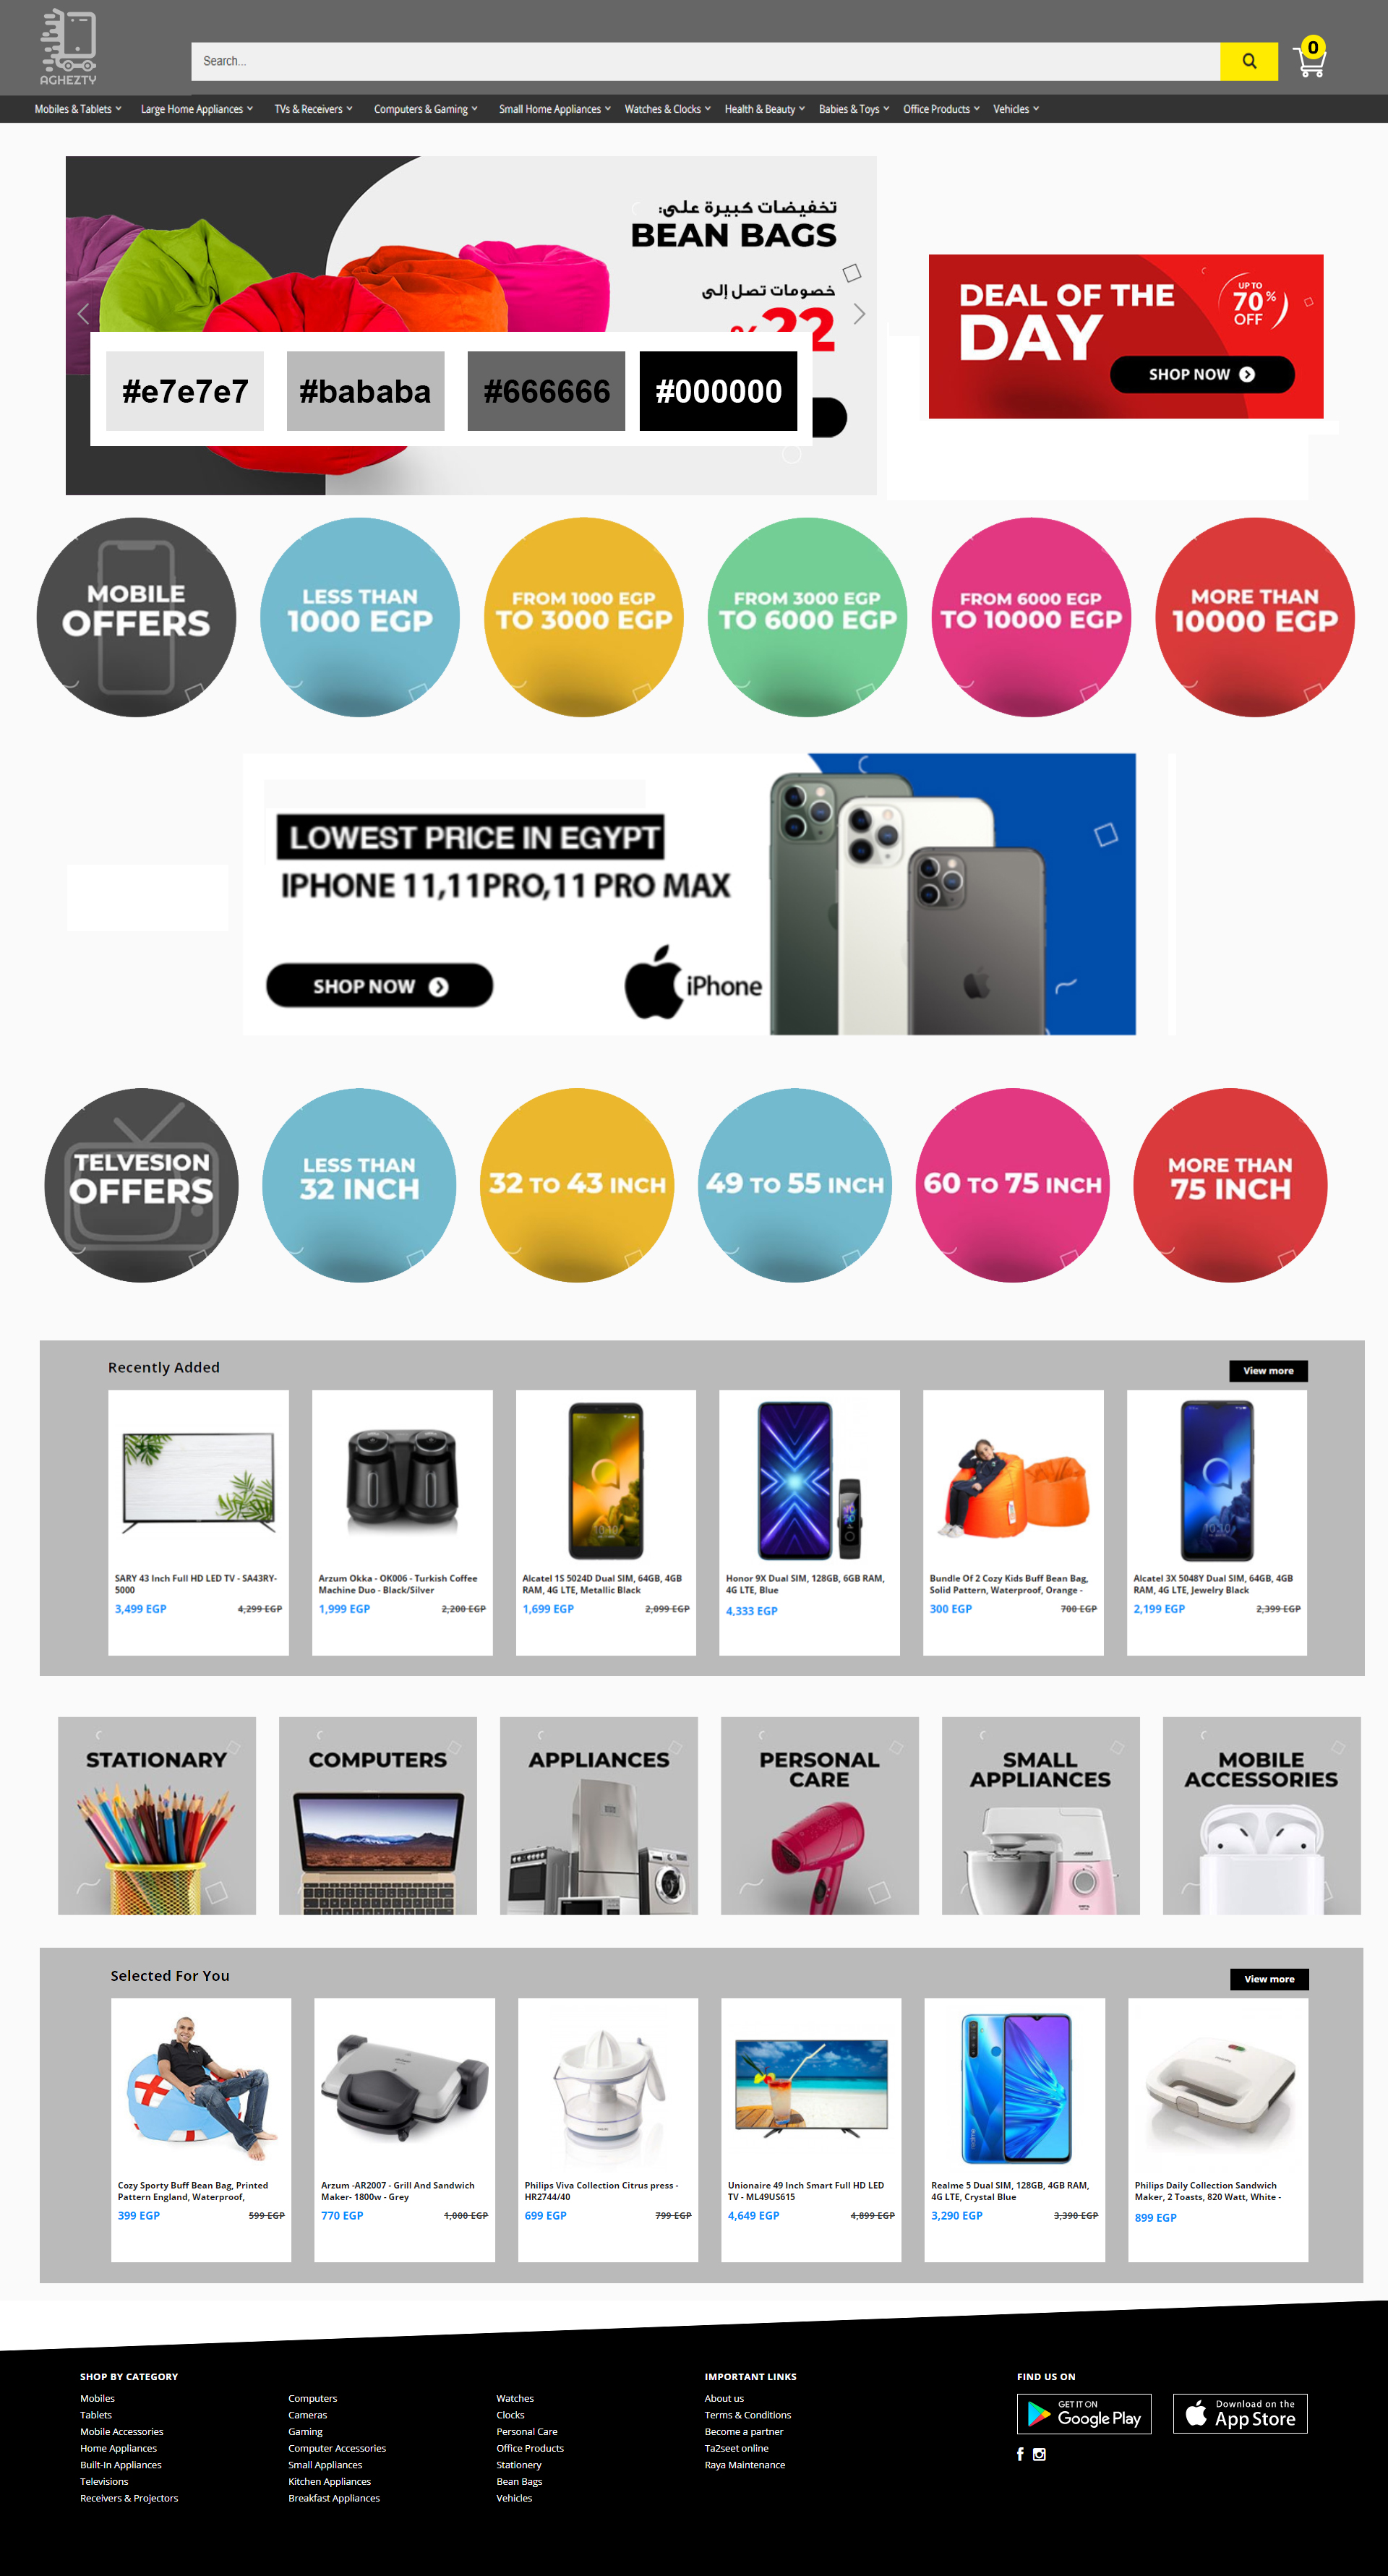 AGHEZTY
Search...
0
Mobiles & Tablets Large Home Appliances TVs & Receivers Computers & Gaming Small Home Appliances Watches & Clocks Health & Beauty Babies & Toys Office Products Vehicles
تخفيضات كبيرة على:
BEAN BAGS
خصومات تصل إلى
%22
#e7e7e7 #bababa #666666 #000000
DEAL OF THE
DAY
UP TO
70%
OFF
SHOP NOW
MOBILE
OFFERS
LESS THAN
1000 EGP
FROM 1000 EGP
TO 3000 EGP
FROM 3000 EGP
TO 6000 EGP
FROM 6000 EGP
TO 10000 EGP
MORE THAN
10000 EGP
LOWEST PRICE IN EGYPT
IPHONE 11,11PRO,11 PRO MAX
SHOP NOW
iPhone
TELVESION
OFFERS
LESS THAN
32 INCH
32 TO 43 INCH
49 TO 55 INCH
60 TO 75 INCH
MORE THAN
75 INCH
Recently Added
View more
SARY 43 Inch Full HD LED TV - SA43RY-
5000
3,499 EGP 4,299 EGP
Arzum Okka - OK006 - Turkish Coffee
Machine Duo - Black/Silver
1,999 EGP 2,200 EGP
Alcatel 1S 5024D Dual SIM, 64GB, 4GB
RAM, 4G LTE, Metallic Black
1,699 EGP 2,099 EGP
Honor 9X Dual SIM, 128GB, 6GB RAM,
4G LTE, Blue
4,333 EGP
Bundle Of 2 Cozy Kids Buff Bean Bag,
Solid Pattern, Waterproof, Orange -
300 EGP 700 EGP
Alcatel 3X 5048Y Dual SIM, 64GB, 4GB
RAM, 4G LTE, Jewelry Black
2,199 EGP 2,399 EGP
STATIONARY
COMPUTERS
APPLIANCES
PERSONAL
CARE
SMALL
APPLIANCES
MOBILE
ACCESSORIES
Selected For You
View more
Cozy Sporty Buff Bean Bag, Printed
Pattern England, Waterproof,
399 EGP 599 EGP
Arzum -AR2007 - Grill And Sandwich
Maker- 1800w - Grey
770 EGP 1,000 EGP
Philips Viva Collection Citrus press -
HR2744/40
699 EGP 799 EGP
Unionaire 49 Inch Smart Full HD LED
TV - ML49US615
4,649 EGP 4,899 EGP
realme
Realme 5 Dual SIM, 128GB, 4GB RAM,
4G LTE, Crystal Blue
3,290 EGP 3,390 EGP
Philips Daily Collection Sandwich
Maker, 2 Toasts, 820 Watt, White -
899 EGP
SHOP BY CATEGORY
Mobiles
Tablets
Mobile Accessories
Home Appliances
Built-In Appliances
Televisions
Receivers & Projectors
Computers
Cameras
Gaming
Computer Accessories
Small Appliances
Kitchen Appliances
Breakfast Appliances
Watches
Clocks
Personal Care
Office Products
Stationery
Bean Bags
Vehicles
IMPORTANT LINKS
About us
Terms & Conditions
Become a partner
Ta2seet online
Raya Maintenance
FIND US ON
GET IT ON
Google Play
Download on the
App Store